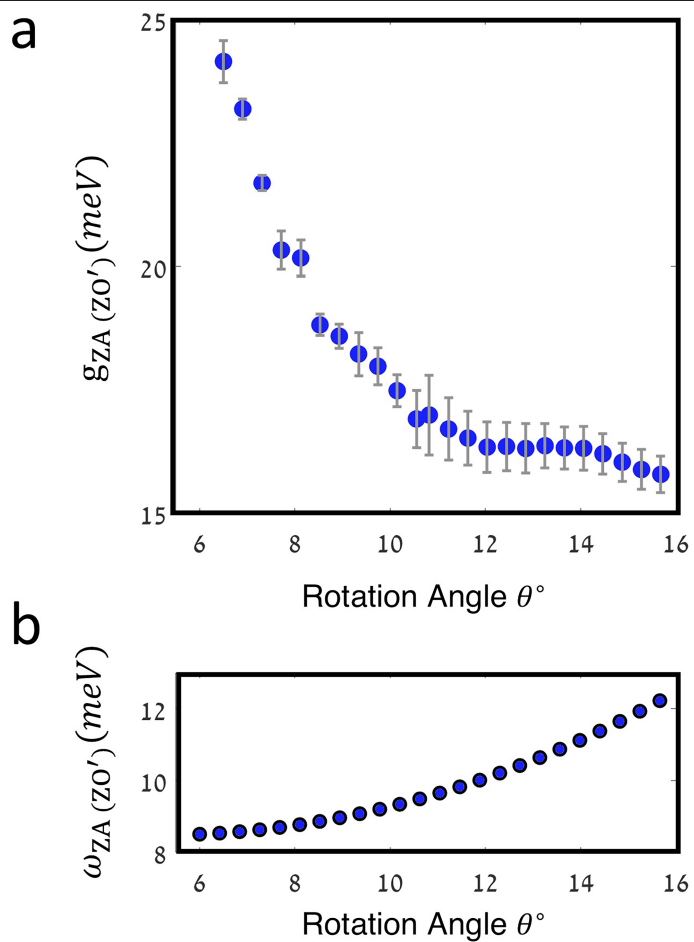 a
25
20
15
g_ZA (ZO′) (meV)
6 8 10 12 14 16
Rotation Angle θ°
b
12
10
8
ω_ZA (ZO′) (meV)
6 8 10 12 14 16
Rotation Angle θ°